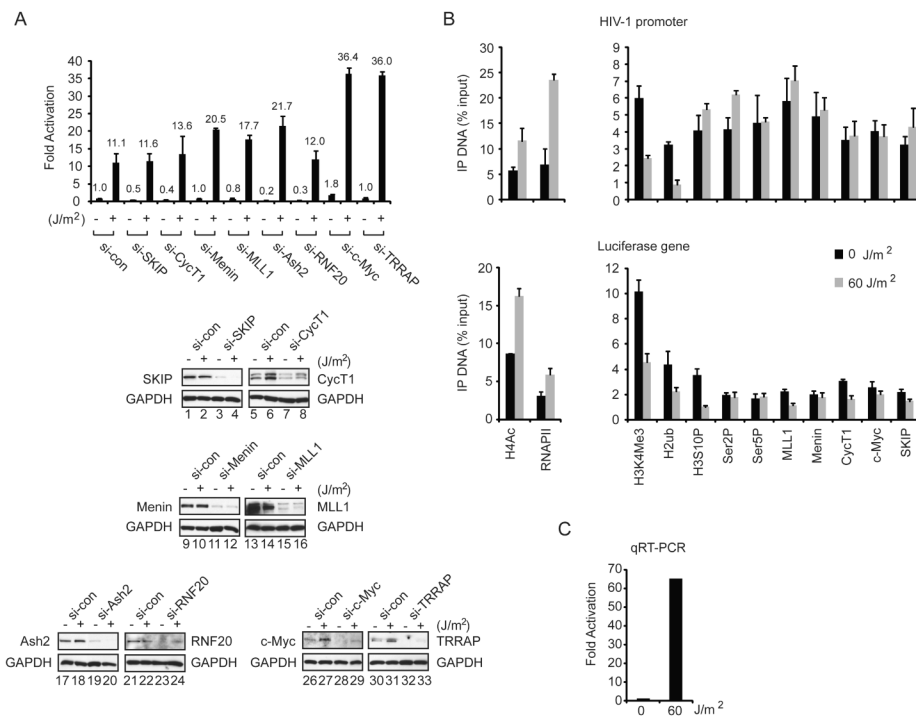 A
Fold Activation
40
35
30
25
20
15
10
5
0
1.0 11.1 0.5 11.6 0.4 13.6 1.0 20.5 0.8 17.7 0.2 21.7 0.3 12.0 1.8 36.4 1.0 36.0
(J/m²) - + - + - + - + - + - + - + - + - +
si-con si-SKIP si-CycT1 si-Menin si-MLL1 si-Ash2 si-RNF20 si-c-Myc si-TRRAP
si-con si-SKIP si-con si-CycT1
- + - + - + - + (J/m²)
SKIP CycT1
GAPDH GAPDH
1 2 3 4 5 6 7 8
si-con si-Menin si-con si-MLL1
- + - + - + - + (J/m²)
Menin MLL1
GAPDH GAPDH
9 10 11 12 13 14 15 16
si-con si-Ash2 si-con si-RNF20
- + - + - + - +
Ash2 RNF20
GAPDH GAPDH
17 18 19 20 21 22 23 24
si-con si-c-Myc si-con si-TRRAP
- + - + - + - + (J/m²)
c-Myc TRRAP
GAPDH GAPDH
26 27 28 29 30 31 32 33
B
HIV-1 promoter
IP DNA (% input)
30
25
20
15
10
5
0
9
8
7
6
5
4
3
2
1
0
Luciferase gene
0 J/m²
60 J/m²
IP DNA (% input)
20
15
10
5
0
12
10
8
6
4
2
0
H4Ac RNAPII
H3K4Me3 H2ub H3S10P Ser2P Ser5P MLL1 Menin CycT1 c-Myc SKIP
C
qRT-PCR
Fold Activation
80
70
60
50
40
30
20
10
0
0 60 J/m²